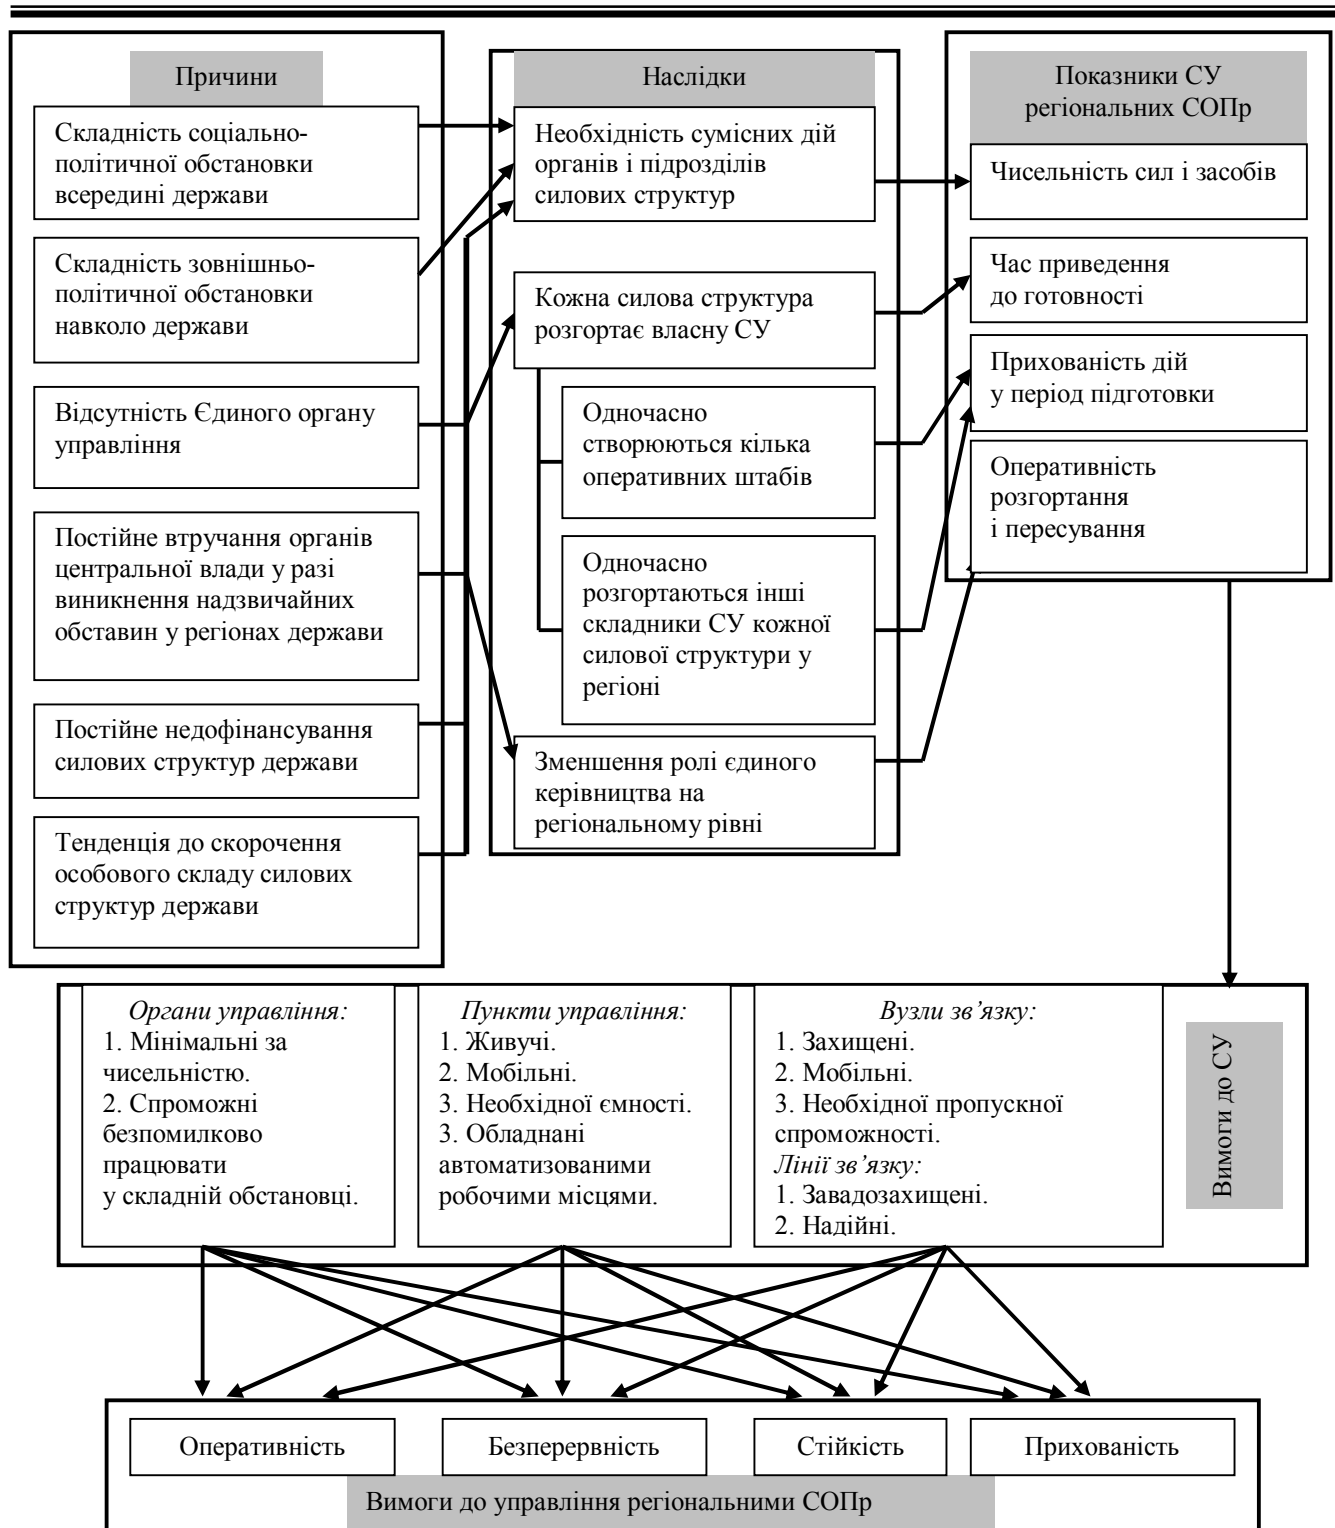 Причини
Складність соціально-
політичної обстановки
всередині держави
Складність зовнішньо-
політичної обстановки
навколо держави
Відсутність Єдиного органу
управління
Постійне втручання органів
центральної влади у разі
виникнення надзвичайних
обставин у регіонах держави
Постійне недофінансування
силових структур держави
Тенденція до скорочення
особового складу силових
структур держави
Наслідки
Необхідність сумісних дій
органів і підрозділів
силових структур
Кожна силова структура
розгортає власну СУ
Одночасно
створюються кілька
оперативних штабів
Одночасно
розгортаються інші
складники СУ кожної
силової структури у
регіоні
Зменшення ролі єдиного
керівництва на
регіональному рівні
Показники СУ
регіональних СОПр
Чисельність сил і засобів
Час приведення
до готовності
Прихованість дій
у період підготовки
Оперативність
розгортання
і пересування
Органи управління:
1. Мінімальні за
чисельністю.
2. Спроможні
безпомилково
працювати
у складній обстановці.
Пункти управління:
1. Живучі.
2. Мобільні.
3. Необхідної ємності.
3. Обладнані
автоматизованими
робочими місцями.
Вузли зв’язку:
1. Захищені.
2. Мобільні.
3. Необхідної пропускної
спроможності.
Лінії зв’язку:
1. Завадозахищені.
2. Надійні.
Вимоги до СУ
Оперативність
Безперервність
Стійкість
Прихованість
Вимоги до управління регіональними СОПр